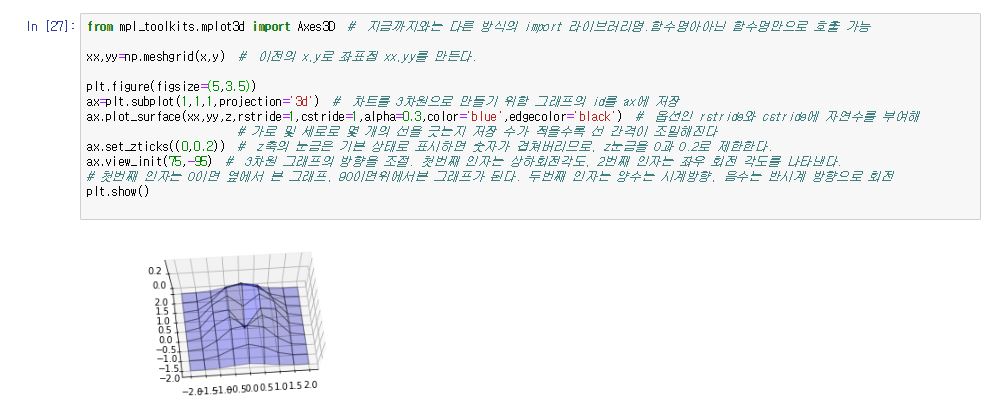 In [27]: from mpl_toolkits.mplot3d import Axes3D # 지금까지와는 다른 방식의 import 라이브러리명.함수명아아닌 함수명만으로 호출 가능
xx,yy=np.meshgrid(x,y) # 이전의 x,y로 좌표점 xx,yy를 만든다.
plt.figure(figsize=(5,3.5))
ax=plt.subplot(1,1,1,projection='3d') # 차트를 3차원으로 만들기 위함 그래프의 id를 ax에 저장
ax.plot_surface(xx,yy,z,rstride=1,cstride=1,alpha=0.3,color='blue',edgecolor='black') # 옵션인 rstride와 cstride에 자연수를 부여해
# 가로 및 세로로 몇 개의 선을 긋는지 저장 수가 적을수록 선 간격이 조밀해진다
ax.set_zticks((0,0.2)) # z축의 눈금은 기본 상태로 표시하면 숫자가 겹쳐버리므로, z눈금을 0과 0.2로 제한한다.
ax.view_init(75,-95) # 3차원 그래프의 방향을 조절. 첫번째 인자는 상하회전각도, 2번째 인자는 좌우 회전 각도를 나타낸다.
# 첫번째 인자는 0이면 옆에서 본 그래프, 90이면위에서본 그래프가 된다. 두번째 인자는 양수는 시계방향, 음수는 반시계 방향으로 회전
plt.show()
0.2
0.0
2.0
1.5
1.0
0.5
0.0
−0.5
−1.0
−1.5
−2.0
−2.0−1.5−1.0−0.50.0 0.5 1.0 1.5 2.0